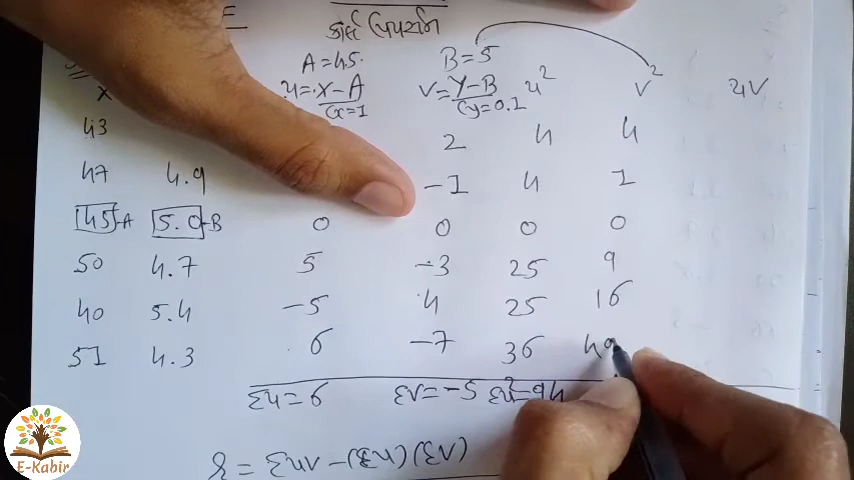 કાર્લ પિયર્સન
A=45 B=5
x u=x-A v=y-B u² v² uv
Cx=1 Cy=0.1
43 2 4 4
47 4.9 -1 4 1
45-A 5.0-B 0 0 0 0
50 4.7 5 -3 25 9
40 5.4 -5 4 25 16
51 4.3 6 -7 36 49
Σu=6 Σv=-5 Σu²=94
r = Σuv-(Σu)(Σv)
E-Kabir